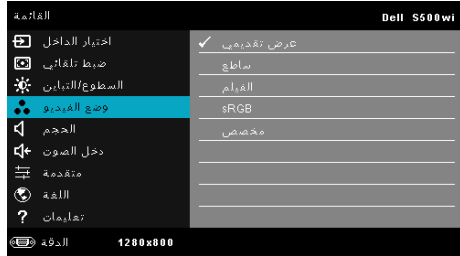 القائمة
Dell S500wi
اختيار الداخل
ضبط تلقائي
السطوع/التباين
وضع الفيديو
الحجم
دخل الصوت
متقدمة
اللغة
تعليمات
عرض تقديمي
ساطع
الفيلم
sRGB
مخصص
الدقة 1280x800